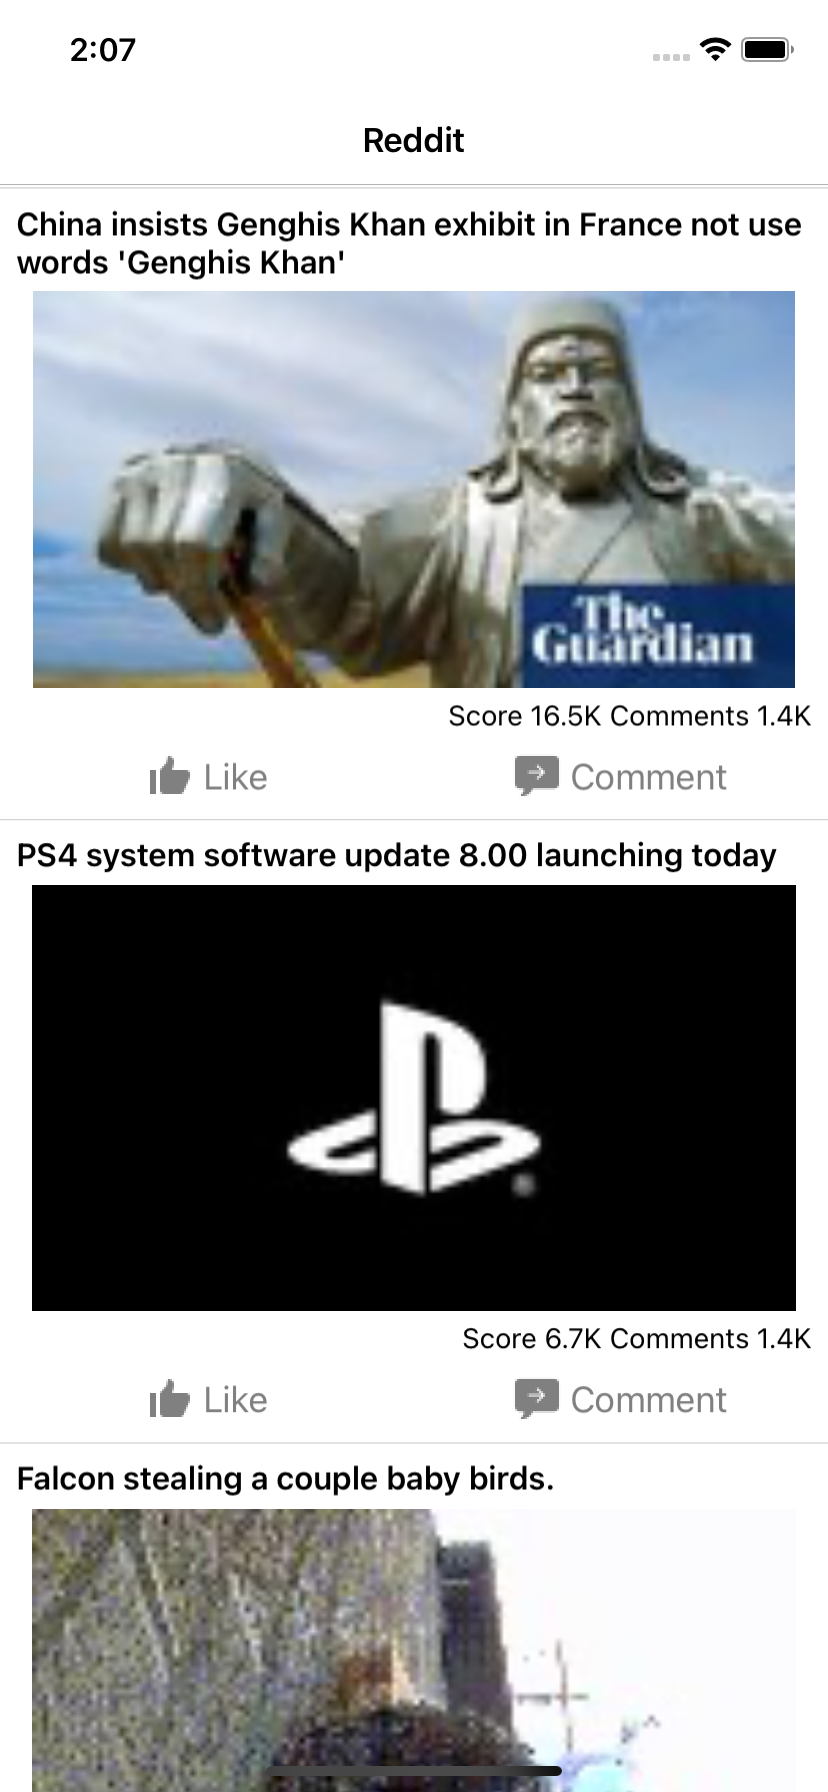 2:07
Reddit
China insists Genghis Khan exhibit in France not use
words 'Genghis Khan'
The
Guardian
Score 16.5K Comments 1.4K
Like
Comment
PS4 system software update 8.00 launching today
Score 6.7K Comments 1.4K
Like
Comment
Falcon stealing a couple baby birds.